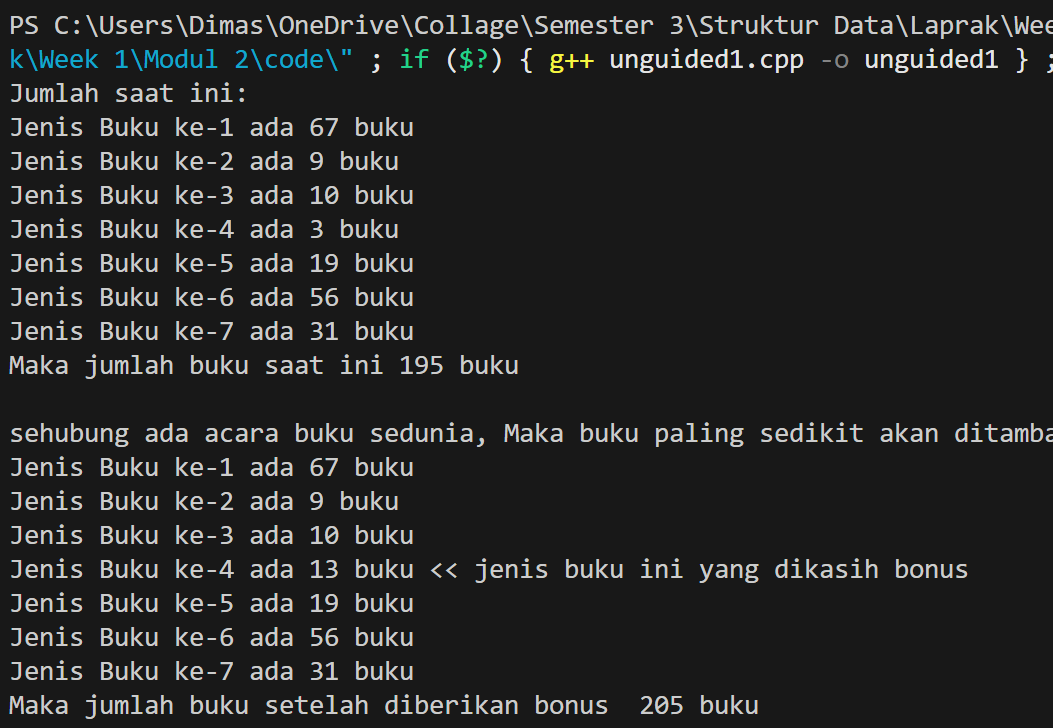 PS C:\Users\Dimas\OneDrive\Collage\Semester 3\Struktur Data\Laprak\
k\Week 1\Modul 2\code\" ; if ($?) { g++ unguided1.cpp -o unguided1 } ;
Jumlah saat ini:
Jenis Buku ke-1 ada 67 buku
Jenis Buku ke-2 ada 9 buku
Jenis Buku ke-3 ada 10 buku
Jenis Buku ke-4 ada 3 buku
Jenis Buku ke-5 ada 19 buku
Jenis Buku ke-6 ada 56 buku
Jenis Buku ke-7 ada 31 buku
Maka jumlah buku saat ini 195 buku

sehubung ada acara buku sedunia, Maka buku paling sedikit akan
Jenis Buku ke-1 ada 67 buku
Jenis Buku ke-2 ada 9 buku
Jenis Buku ke-3 ada 10 buku
Jenis Buku ke-4 ada 13 buku << jenis buku ini yang dikasih bonus
Jenis Buku ke-5 ada 19 buku
Jenis Buku ke-6 ada 56 buku
Jenis Buku ke-7 ada 31 buku
Maka jumlah buku setelah diberikan bonus  205 buku